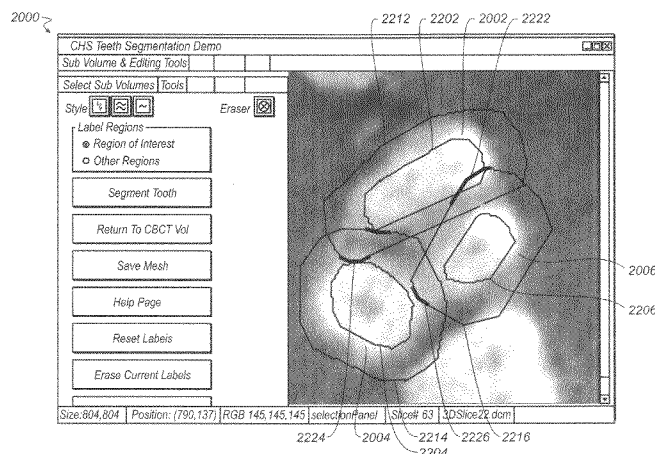 2000
2212
2202
2002
2222
CHS Teeth Segmentation Demo
Sub Volume & Editing Tools
Select Sub Volumes Tools
Style
Eraser
Label Regions
Region of Interest
Other Regions
Segment Tooth
Return To CBCT Vol
Save Mesh
Help Page
Reset Labels
Erase Current Labels
2006
2206
Size:804,804 Position: (790,137) RGB 145,145,145 selectionPanel Slice# 63 3DSlice22 dcm
2224
2004
2204
2214
2226
2216